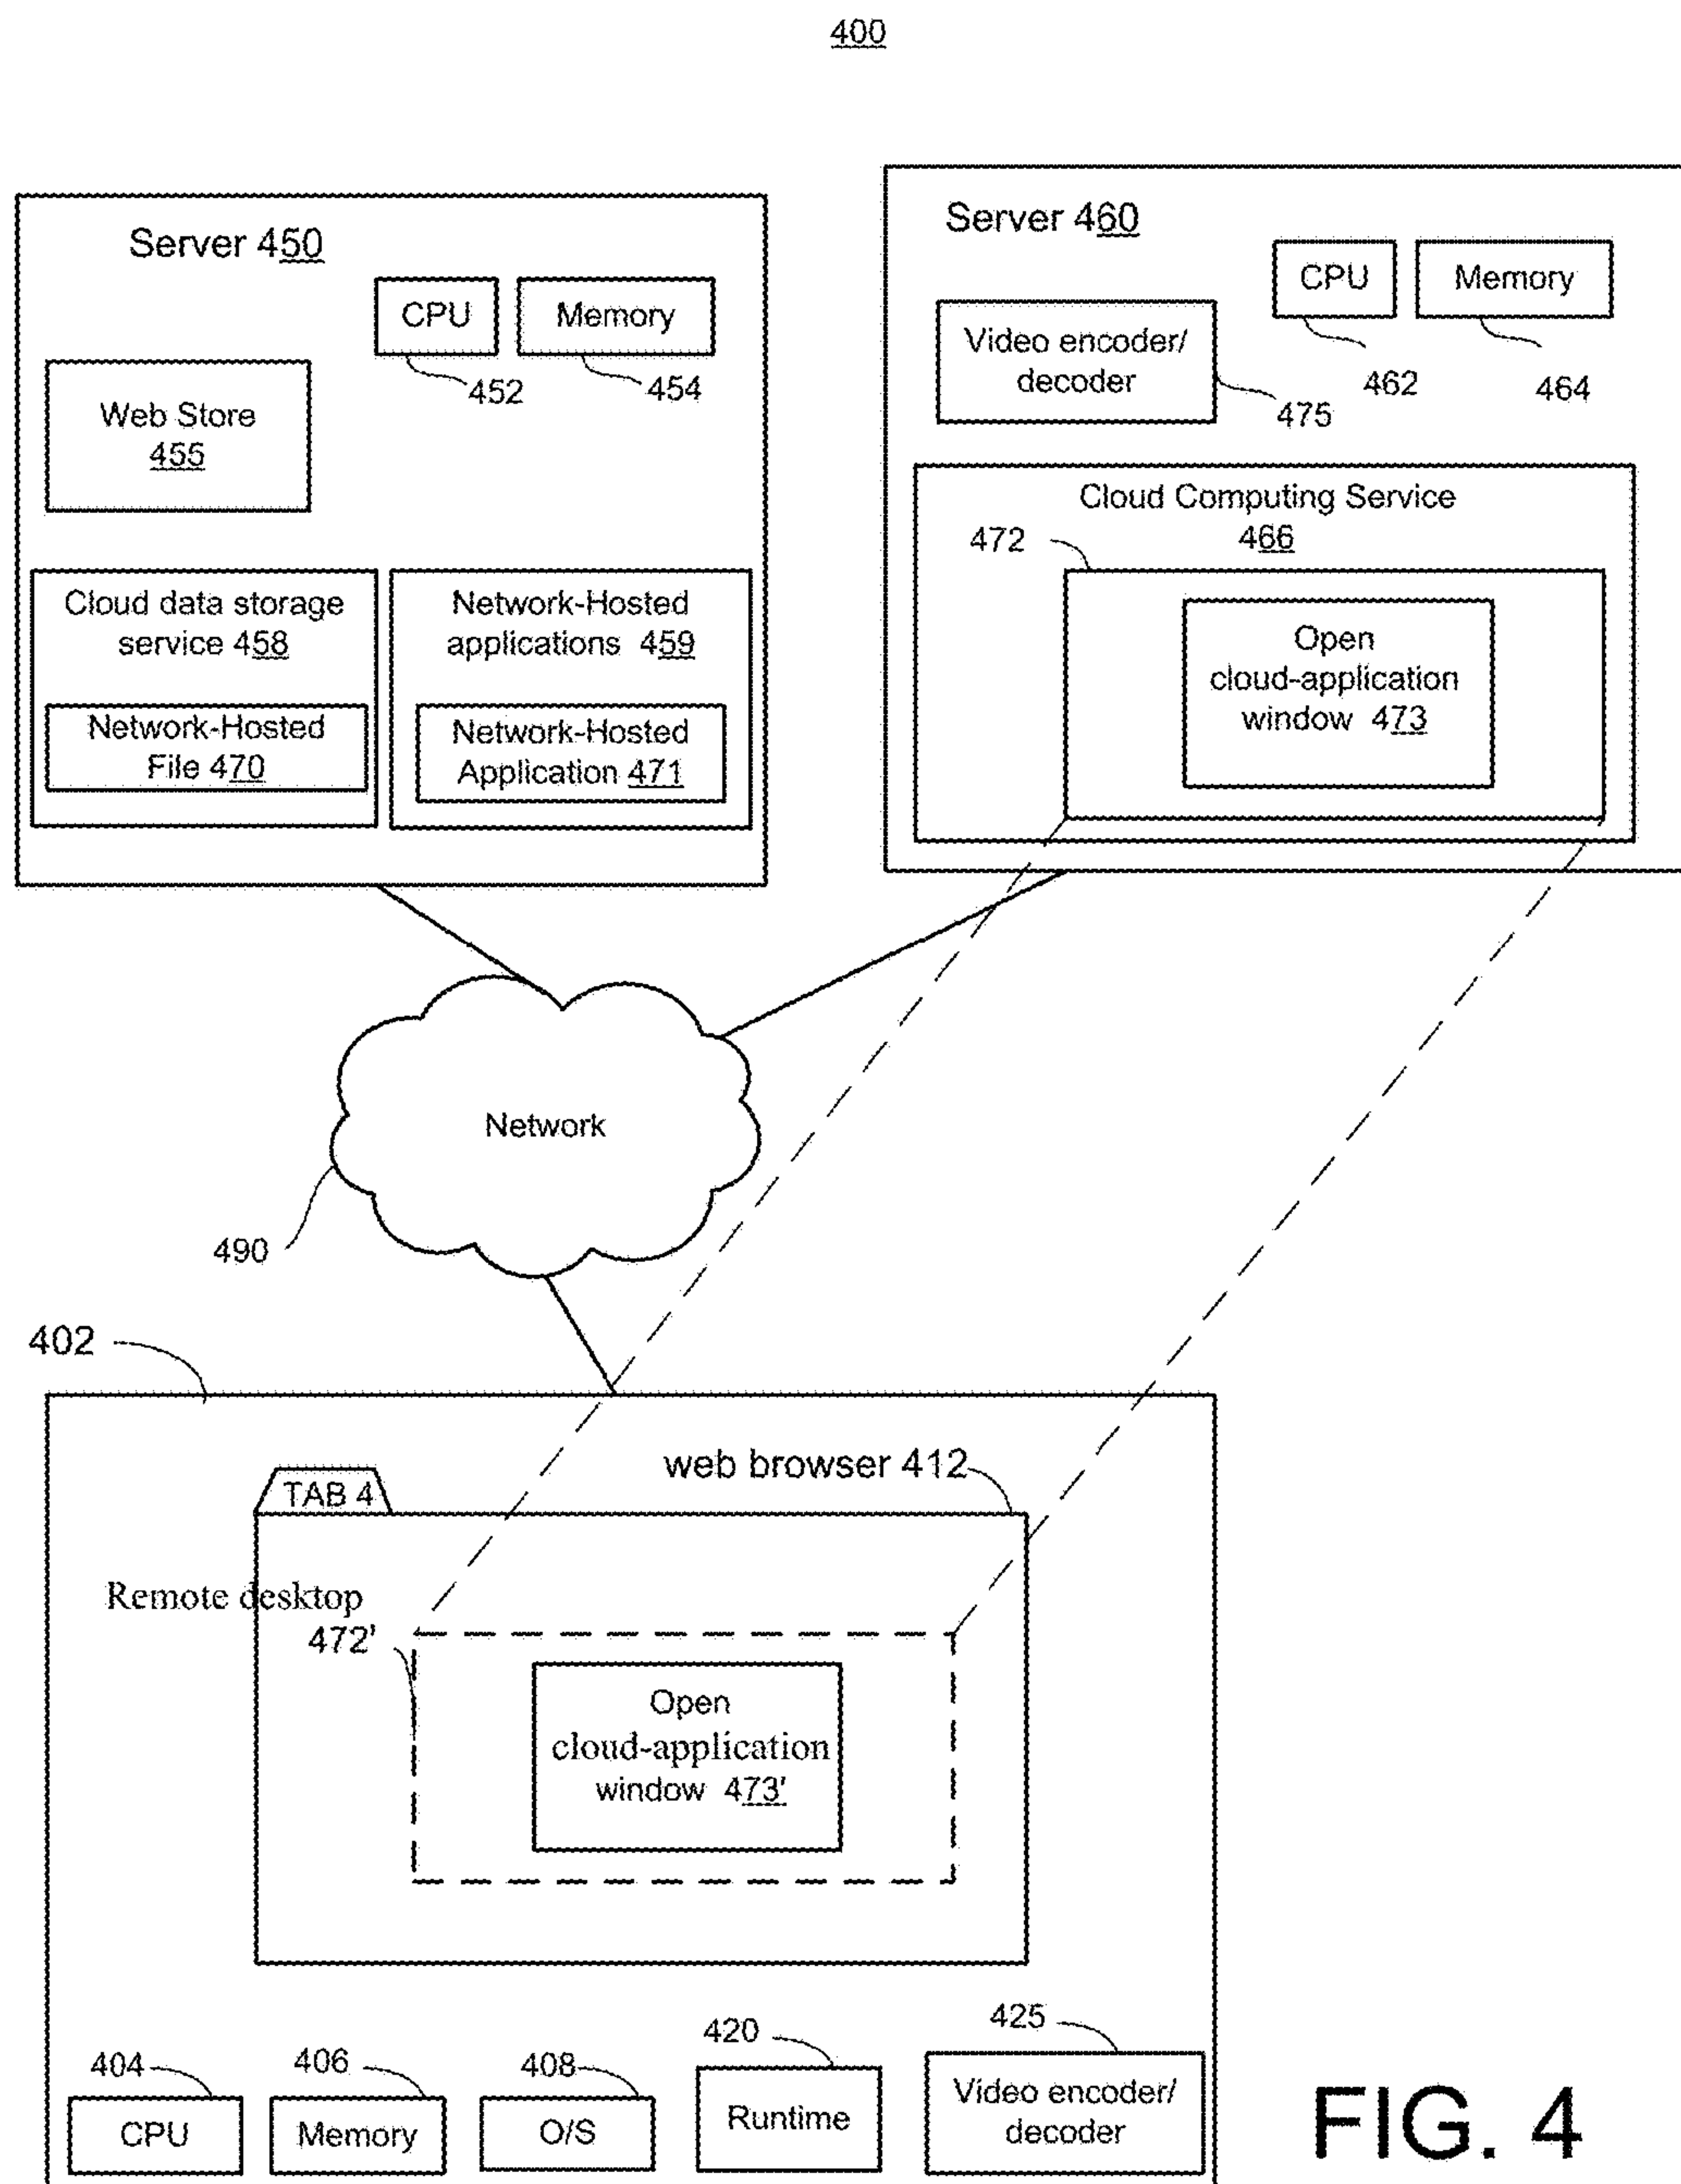 400
Server 450
CPU
Memory
452
454
Web Store
455
Cloud data storage
service 458
Network-Hosted
File 470
Network-Hosted
applications 459
Network-Hosted
Application 471
Server 460
CPU
Memory
462
464
Video encoder/
decoder
475
Cloud Computing Service
466
472
Open
cloud-application
window 473
Network
490
402
web browser 412
TAB 4
Remote desktop
472'
Open
cloud-application
window 473'
404
CPU
406
Memory
408
O/S
420
Runtime
425
Video encoder/
decoder
FIG. 4